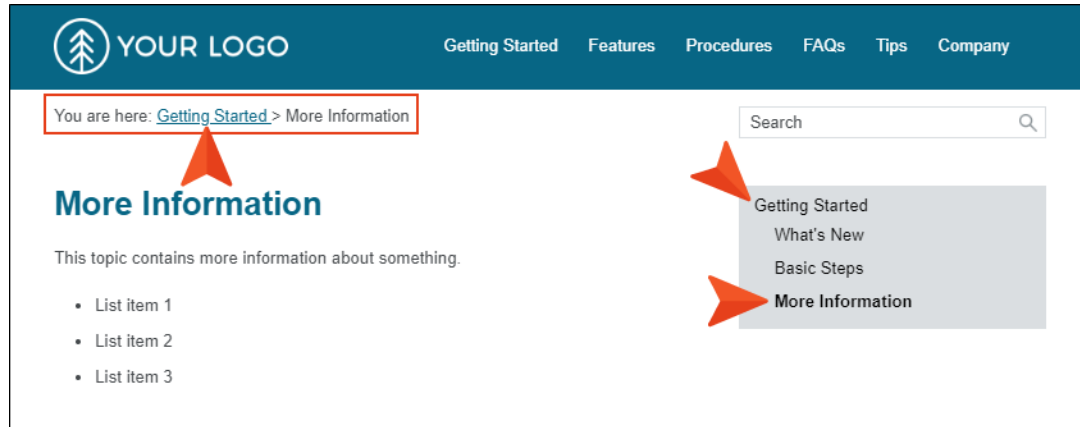 YOUR LOGO
Getting Started Features Procedures FAQs Tips Company
You are here: Getting Started > More Information
Search
More Information
This topic contains more information about something.
• List item 1
• List item 2
• List item 3
Getting Started
What's New
Basic Steps
More Information